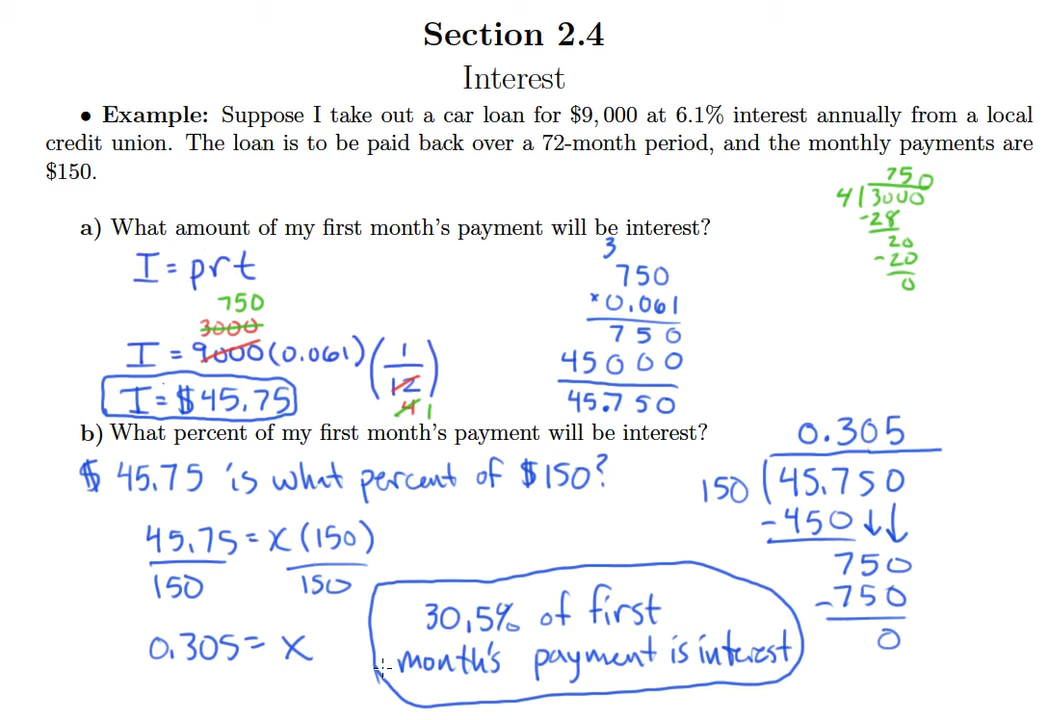 Section 2.4
Interest
• Example: Suppose I take out a car loan for $9,000 at 6.1% interest annually from a local
credit union. The loan is to be paid back over a 72-month period, and the monthly payments are
$150.
750
4 3000
-28
20
-20
0
a) What amount of my first month's payment will be interest?
I = prt
750
3000
I = 9000(0.061)(1/12)
4 1
I = $45.75
3
750
×0.061
750
45000
45.750
b) What percent of my first month's payment will be interest?
$ 45.75 is what percent of $150?
45.75 = x(150)
150 150
0.305 = x
0.305
150 45.750
-450↓↓
750
-750
0
30.5% of first
month's payment is interest